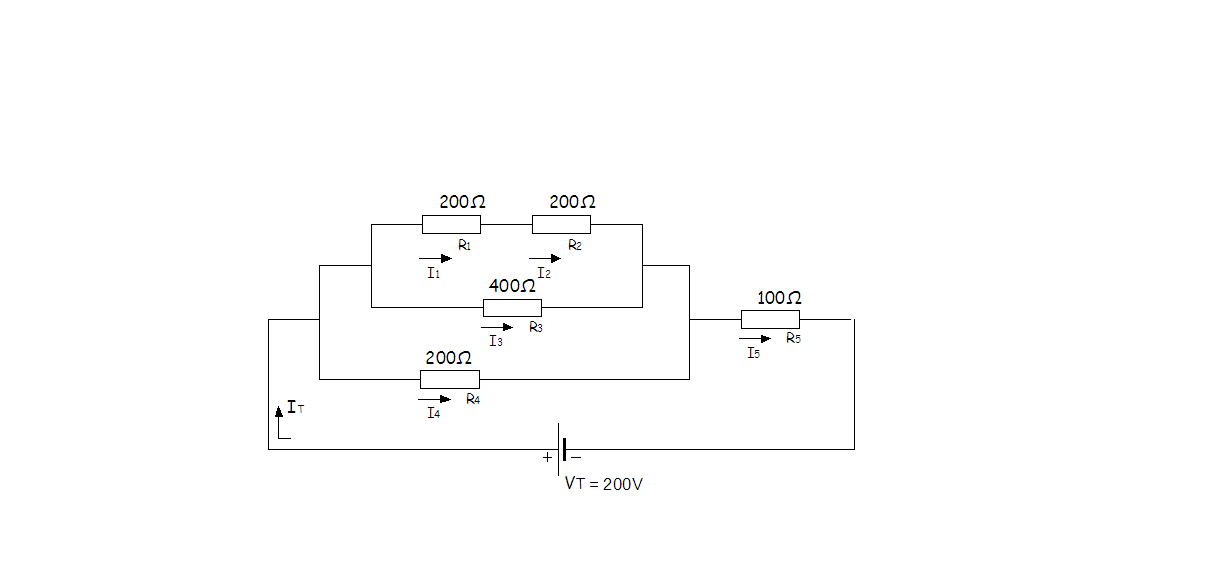 200Ω 200Ω
R1 R2
I1 I2
400Ω
R3
I3
100Ω
R5
I5
200Ω
R4
I4
IT
+ −
VT = 200V